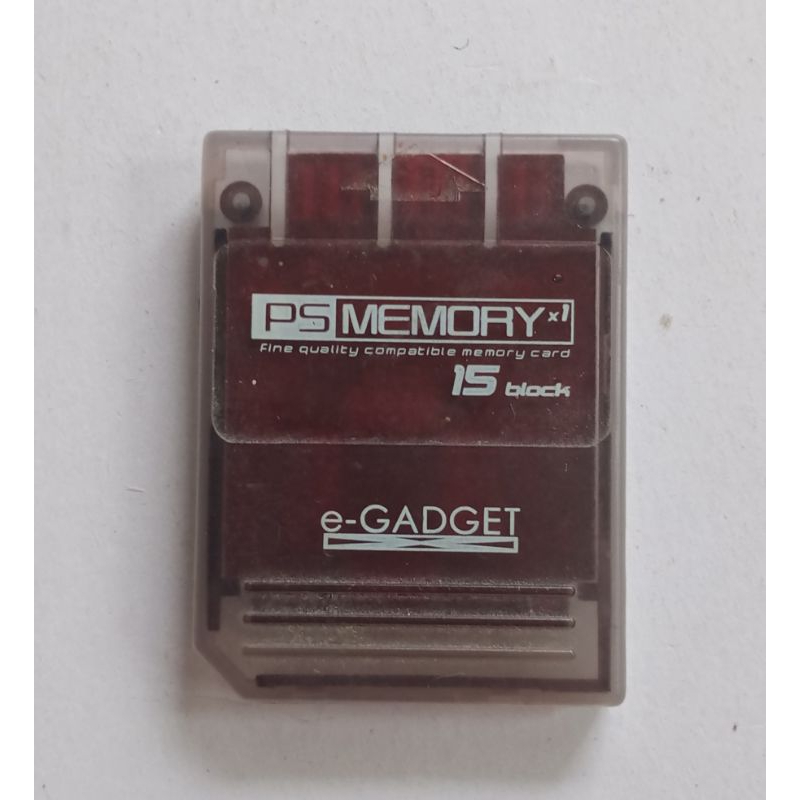 PS MEMORY x1
fine quality compatible memory card
15 block
e-GADGET